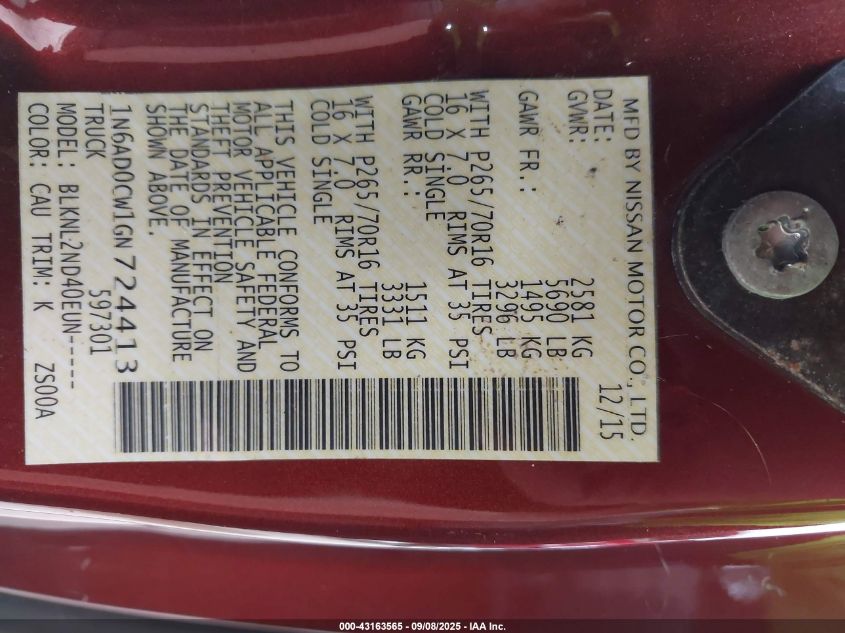 MFD BY NISSAN MOTOR CO., LTD.
DATE: 12/15
GVWR: 2581 KG
5690 LB
GAWR FR.: 1495 KG
3296 LB
WITH P265/70R16 TIRES
16 X 7.0 RIMS AT 35 PSI
COLD SINGLE
GAWR RR.: 1511 KG
3331 LB
WITH P265/70R16 TIRES
16 X 7.0 RIMS AT 35 PSI
COLD SINGLE
THIS VEHICLE CONFORMS TO
ALL APPLICABLE FEDERAL
MOTOR VEHICLE SAFETY AND
THEFT PREVENTION
STANDARDS IN EFFECT ON
THE DATE OF MANUFACTURE
SHOWN ABOVE.
1N6AD0CW1GN724413
TRUCK 597301
MODEL: BLKNL2ND40EUN-----
COLOR: CAU TRIM: K ZS00A
000-43163565 - 09/08/2025 - IAA Inc.